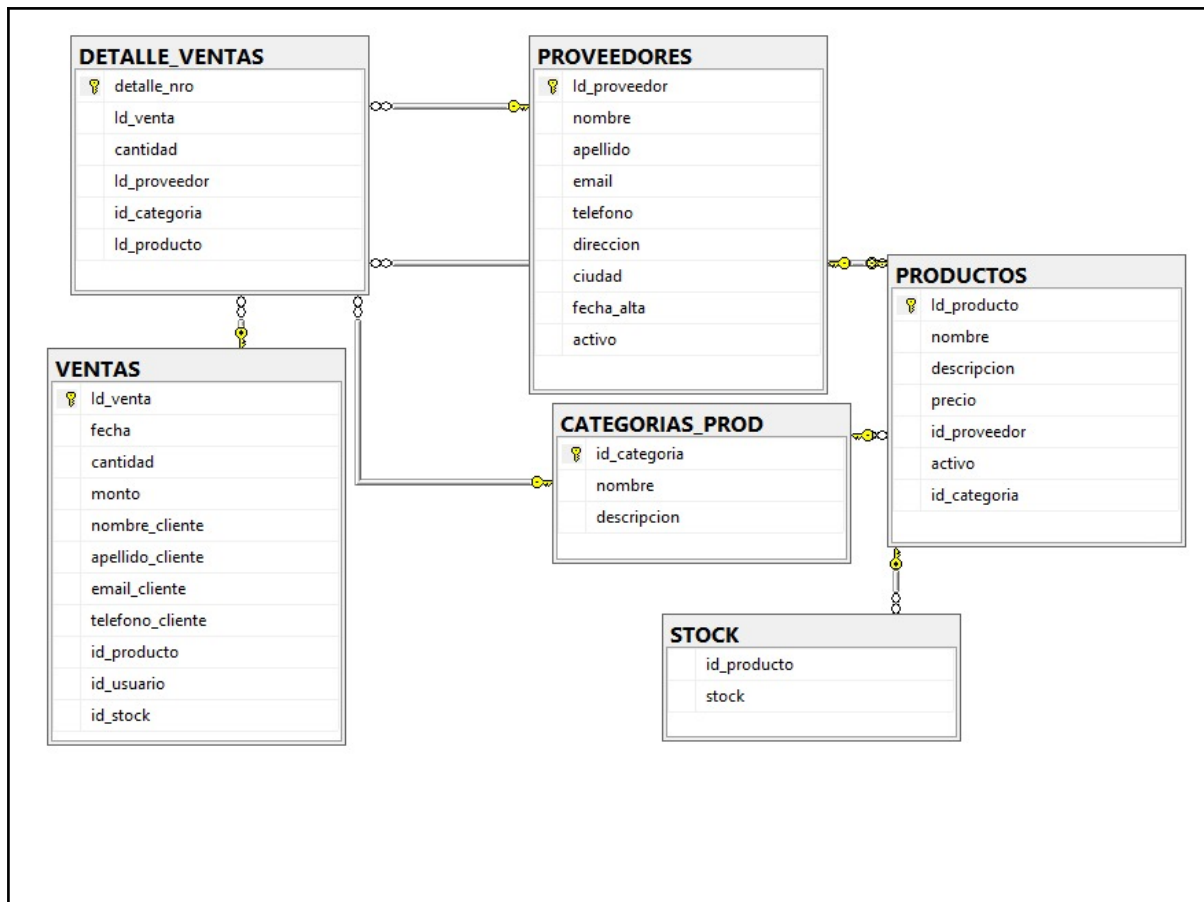 DETALLE_VENTAS
detalle_nro
Id_venta
cantidad
Id_proveedor
id_categoria
Id_producto
PROVEEDORES
Id_proveedor
nombre
apellido
email
telefono
direccion
ciudad
fecha_alta
activo
PRODUCTOS
Id_producto
nombre
descripcion
precio
id_proveedor
activo
id_categoria
VENTAS
Id_venta
fecha
cantidad
monto
nombre_cliente
apellido_cliente
email_cliente
telefono_cliente
id_producto
id_usuario
id_stock
CATEGORIAS_PROD
id_categoria
nombre
descripcion
STOCK
id_producto
stock